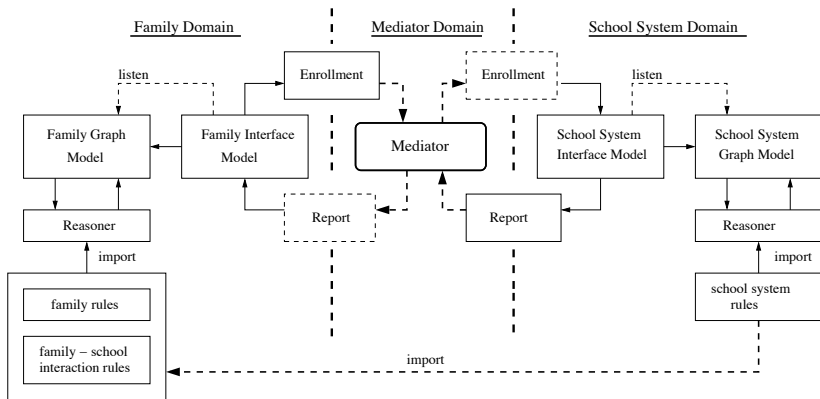 Family Domain
Mediator Domain
School System Domain
Enrollment
Enrollment
listen
listen
Family Graph
Model
Family Interface
Model
Mediator
School System
Interface Model
School System
Graph Model
Report
Report
Reasoner
Reasoner
import
import
family rules
school system
rules
family – school
interaction rules
import